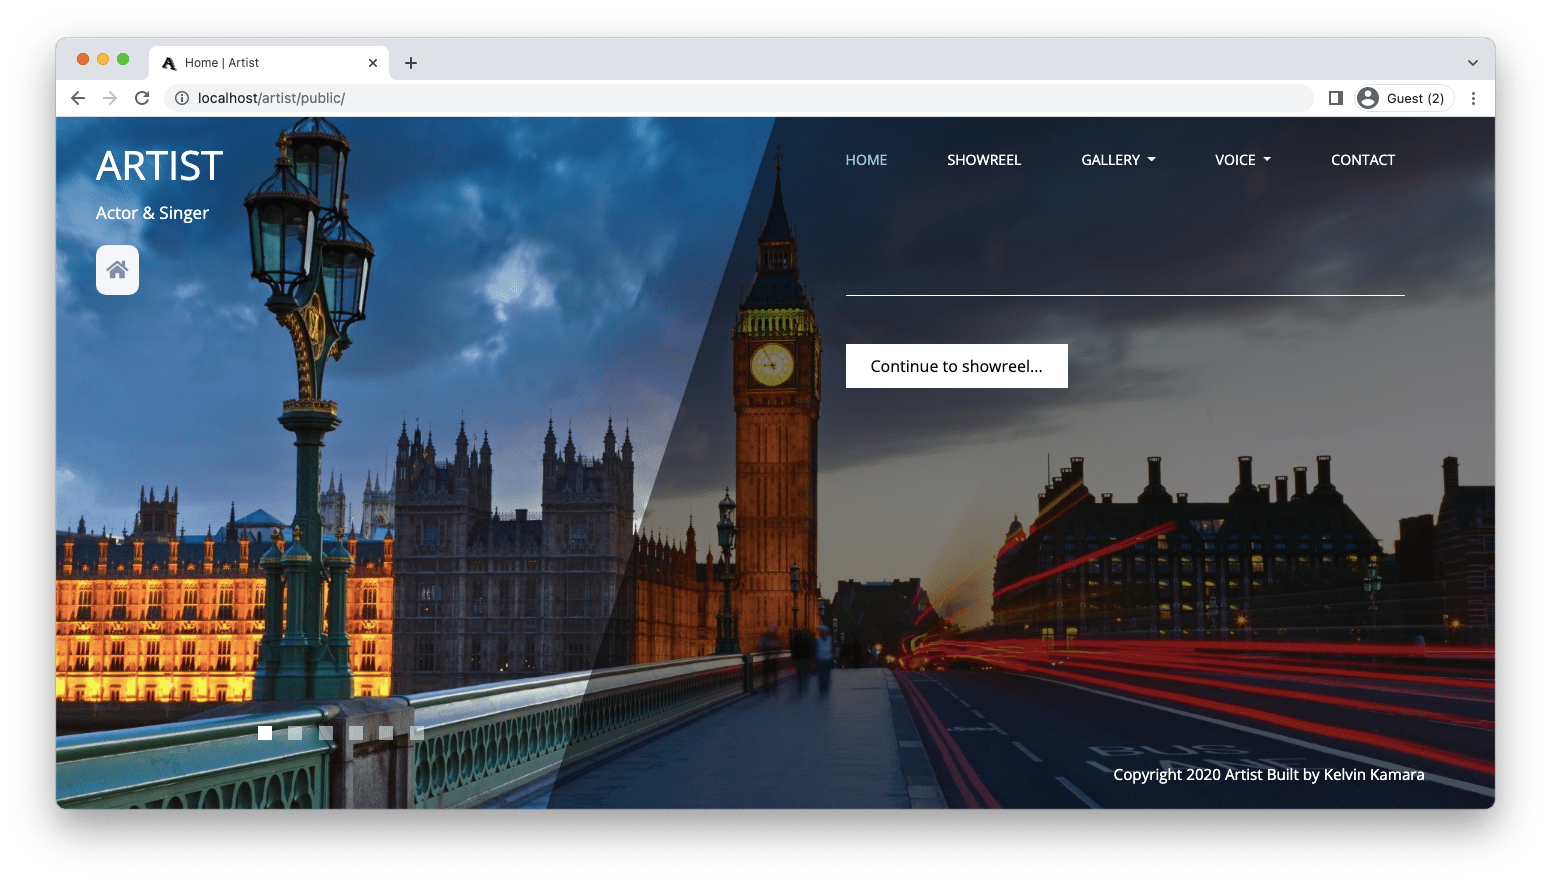 Home | Artist
localhost/artist/public/
Guest (2)
ARTIST
Actor & Singer
HOME SHOWREEL GALLERY VOICE CONTACT
Continue to showreel...
BUS
Copyright 2020 Artist Built by Kelvin Kamara